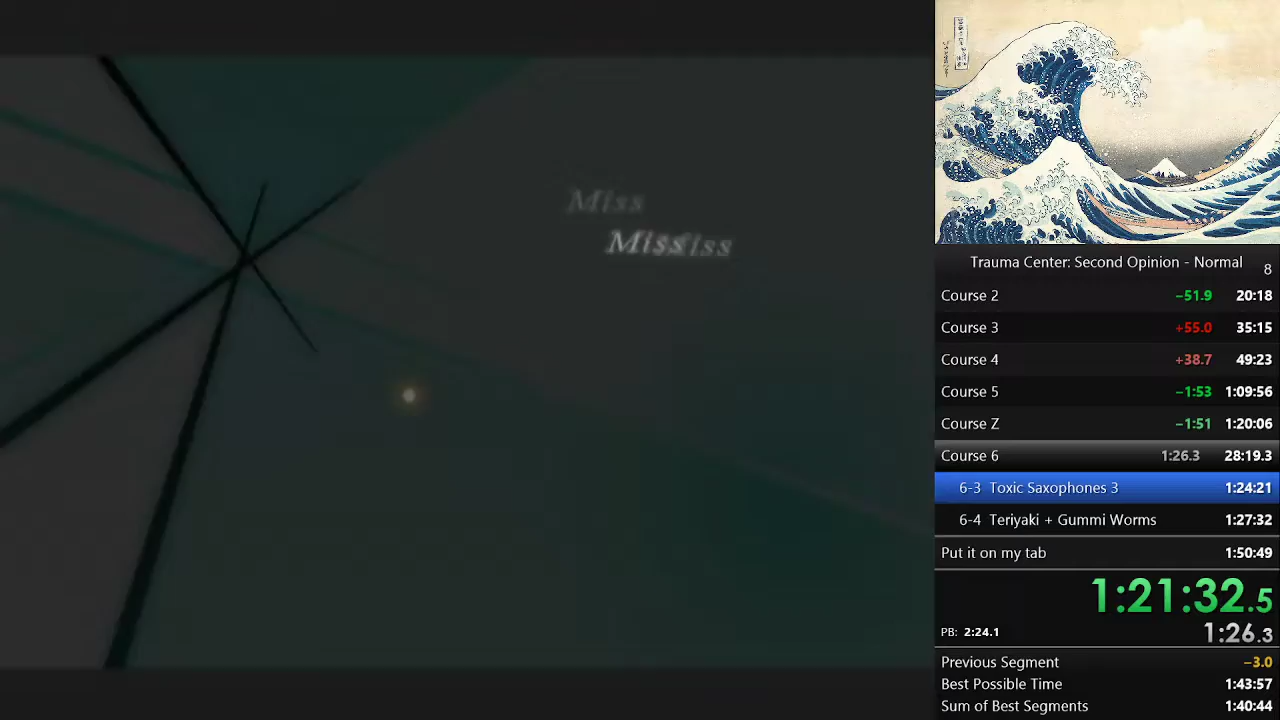 Miss
Mississ
Trauma Center: Second Opinion - Normal
8
Course 2 -51.9 20:18
Course 3 +55.0 35:15
Course 4 +38.7 49:23
Course 5 -1:53 1:09:56
Course Z -1:51 1:20:06
Course 6 1:26.3 28:19.3
6-3 Toxic Saxophones 3 1:24:21
6-4 Teriyaki + Gummi Worms 1:27:32
Put it on my tab 1:50:49
1:21:32.5
PB: 2:24.1 1:26.3
Previous Segment -3.0
Best Possible Time 1:43:57
Sum of Best Segments 1:40:44